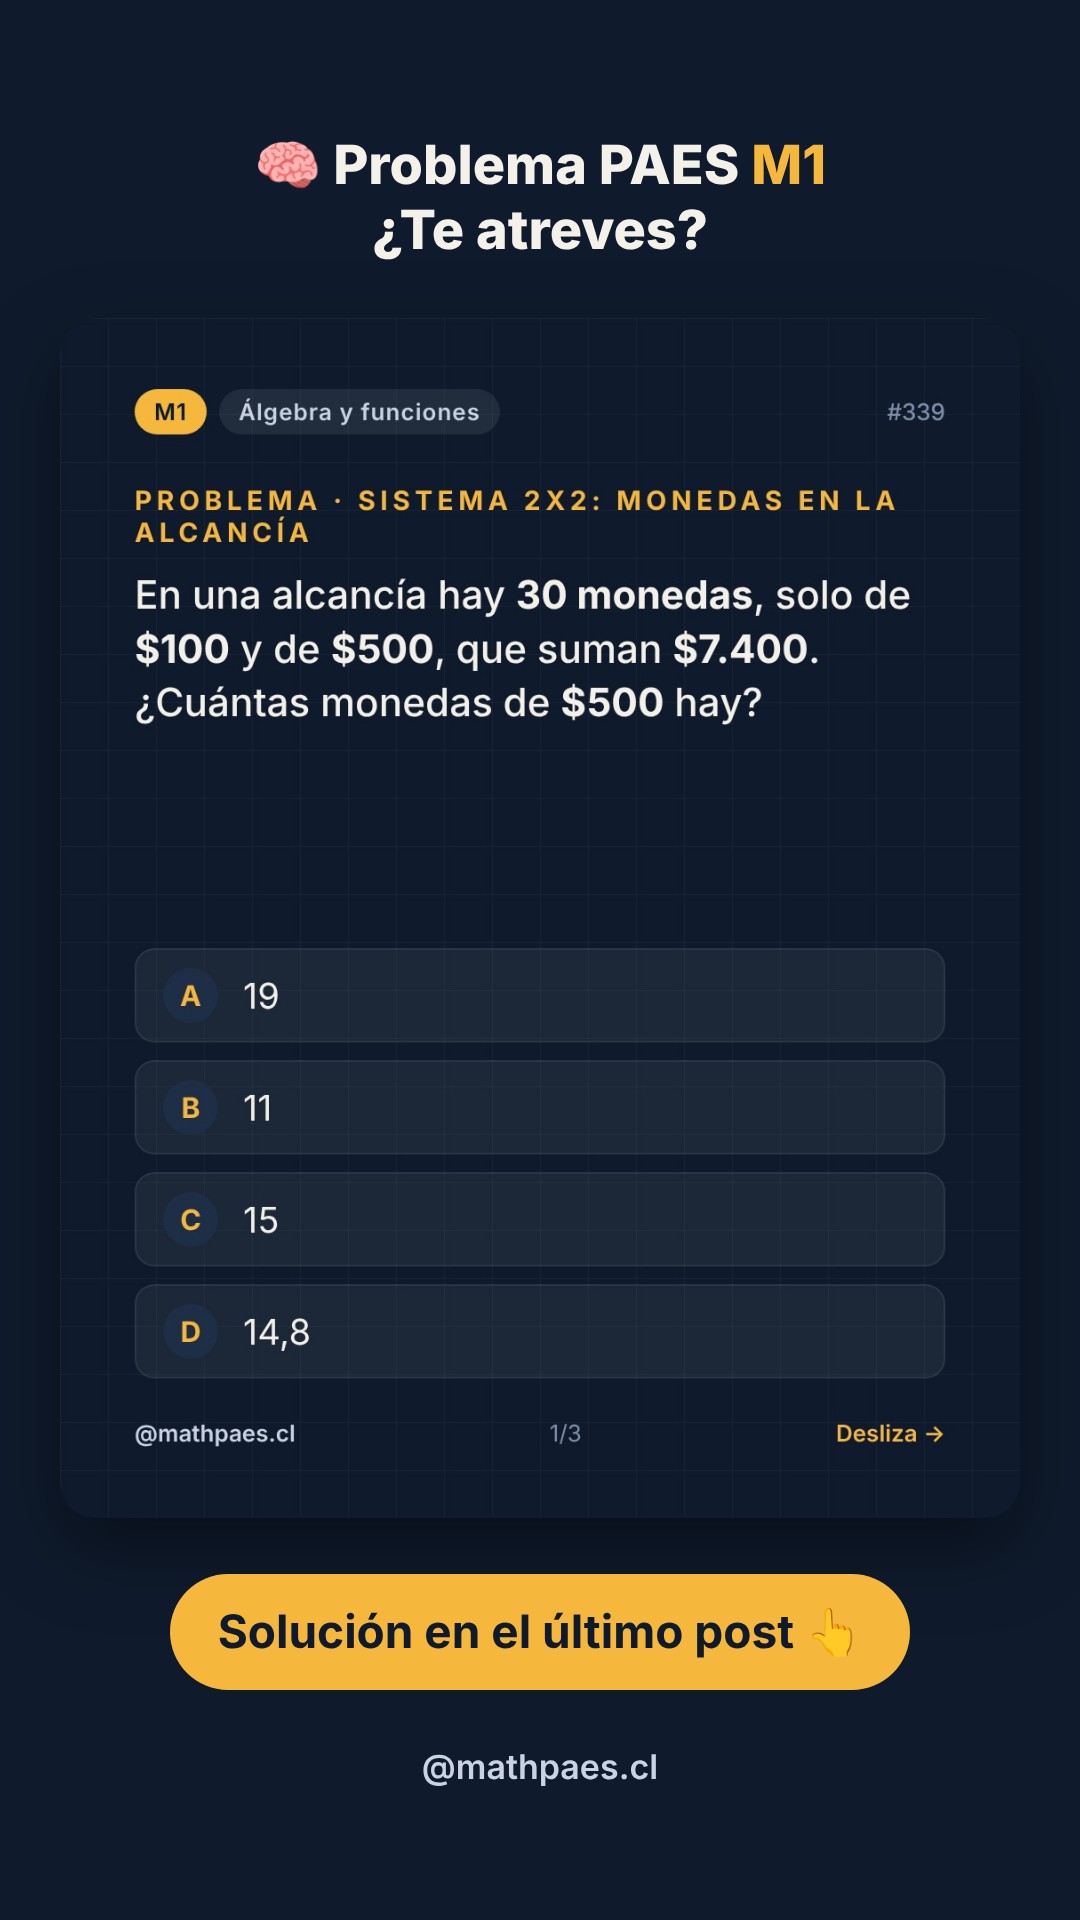 🧠 Problema PAES M1
¿Te atreves?
M1 Álgebra y funciones #339
PROBLEMA · SISTEMA 2X2: MONEDAS EN LA
ALCANCÍA
En una alcancía hay 30 monedas, solo de
$100 y de $500, que suman $7.400.
¿Cuántas monedas de $500 hay?
A 19
B 11
C 15
D 14,8
@mathpaes.cl 1/3 Desliza →
Solución en el último post 👆
@mathpaes.cl